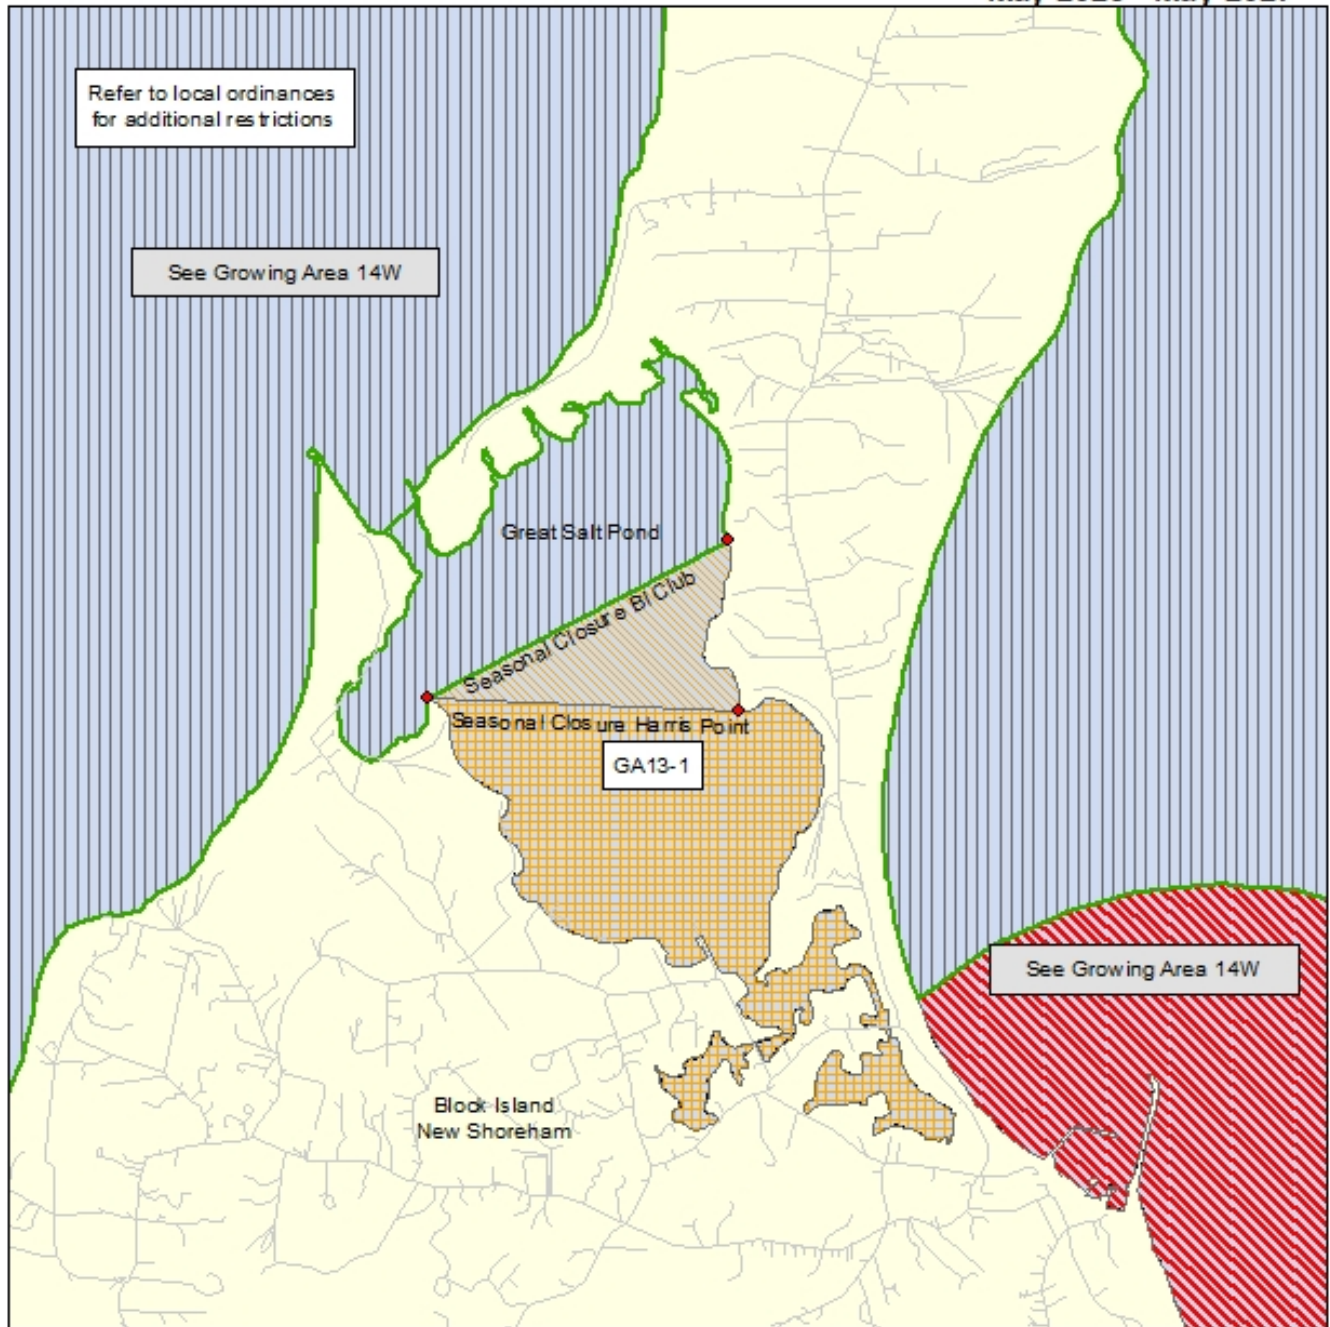 Refer to local ordinances
for additional restrictions
See Growing Area 14W
Great Salt Pond
Seasonal Closure BI Club
Seasonal Closure Harris Point
GA13-1
See Growing Area 14W
Block Island
New Shoreham